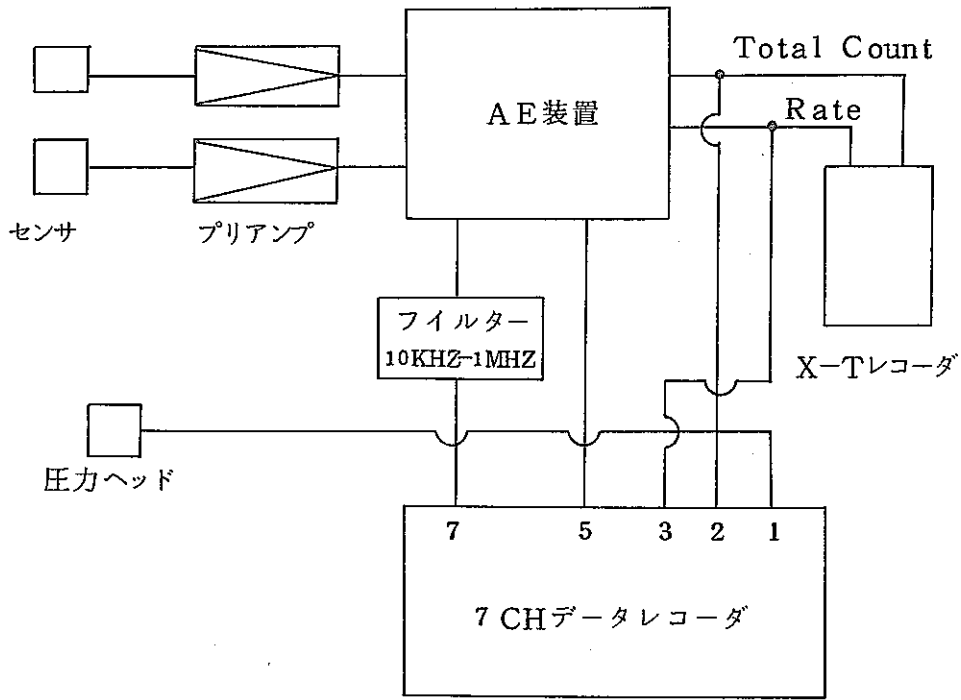 Total Count
AE装置
Rate
センサ
プリアンプ
フイルター
10KHZ-1MHZ
X-Tレコーダ
圧力ヘッド
7 5 3 2 1
7 CHデータレコーダ